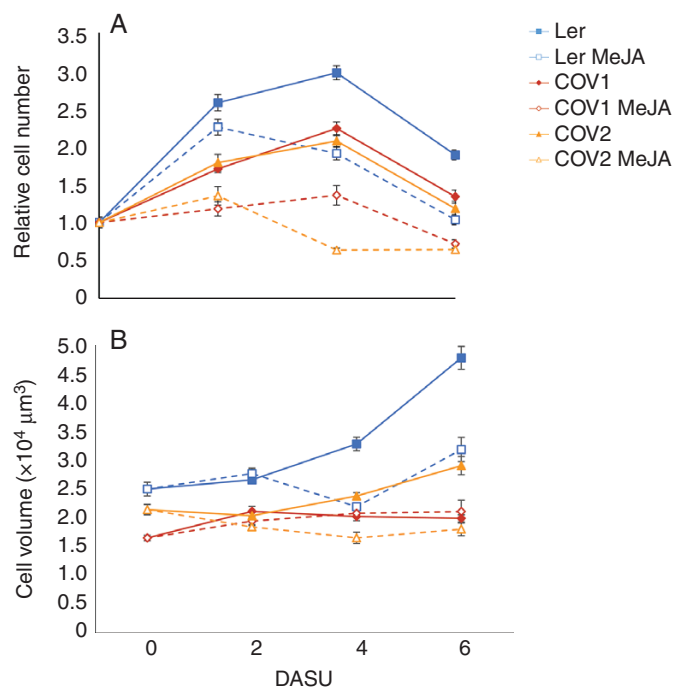 A
3.5
3.0
2.5
2.0
1.5
1.0
0.5
0
Relative cell number
Ler
Ler MeJA
COV1
COV1 MeJA
COV2
COV2 MeJA
B
5.0
4.5
4.0
3.5
3.0
2.5
2.0
1.5
1.0
0.5
0
Cell volume (×10⁴ μm³)
0 2 4 6
DASU